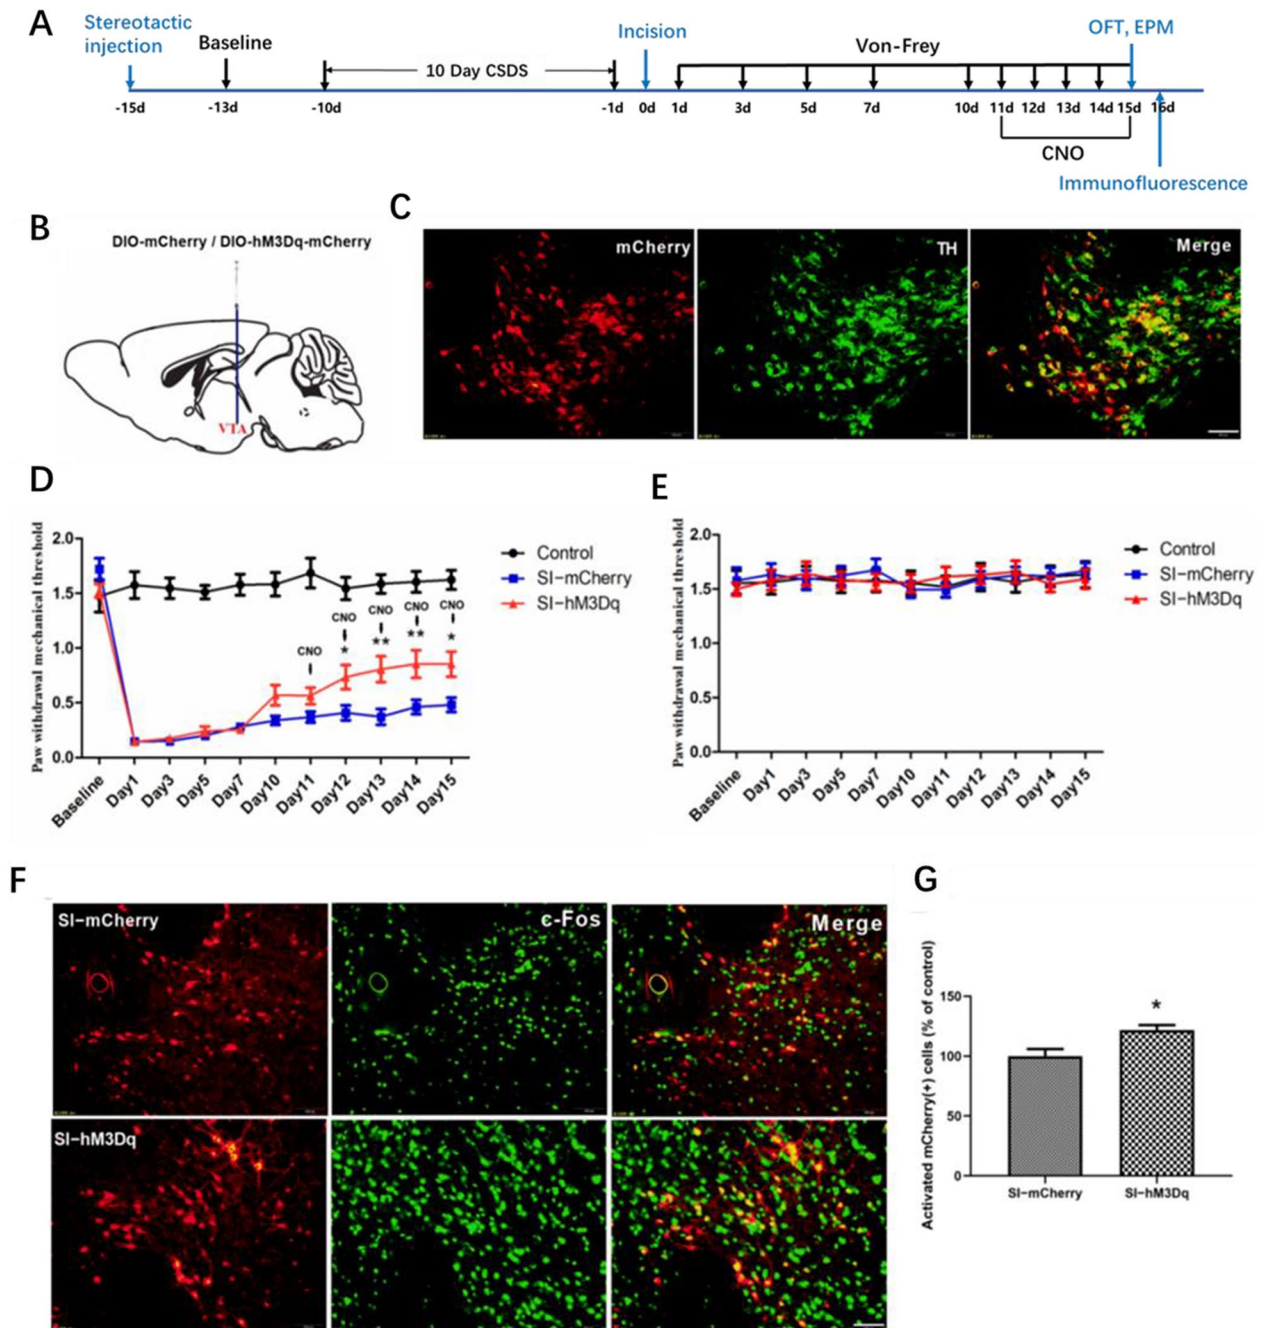 A
Stereotactic
injection
Baseline
10 Day CSDS
Incision
Von-Frey
OFT, EPM
-15d
-13d
-10d
-1d
0d
1d
3d
5d
7d
10d
11d
12d
13d
14d
15d
16d
CNO
Immunofluorescence
B
DIO-mCherry / DIO-hM3Dq-mCherry
VTA
C
mCherry
TH
Merge
D
Paw withdrawal mechanical threshold
2.0
1.5
1.0
0.5
0.0
Control
SI-mCherry
SI-hM3Dq
CNO
CNO
*
CNO
**
CNO
**
CNO
*
Baseline
Day1
Day3
Day5
Day7
Day10
Day11
Day12
Day13
Day14
Day15
E
Paw withdrawal mechanical threshold
2.0
1.5
1.0
0.5
0.0
Control
SI-mCherry
SI-hM3Dq
Baseline
Day1
Day3
Day5
Day7
Day10
Day11
Day12
Day13
Day14
Day15
F
SI-mCherry
c-Fos
Merge
SI-hM3Dq
G
Activated mCherry(+) cells (% of control)
150
100
50
0
*
SI-mCherry
SI-hM3Dq